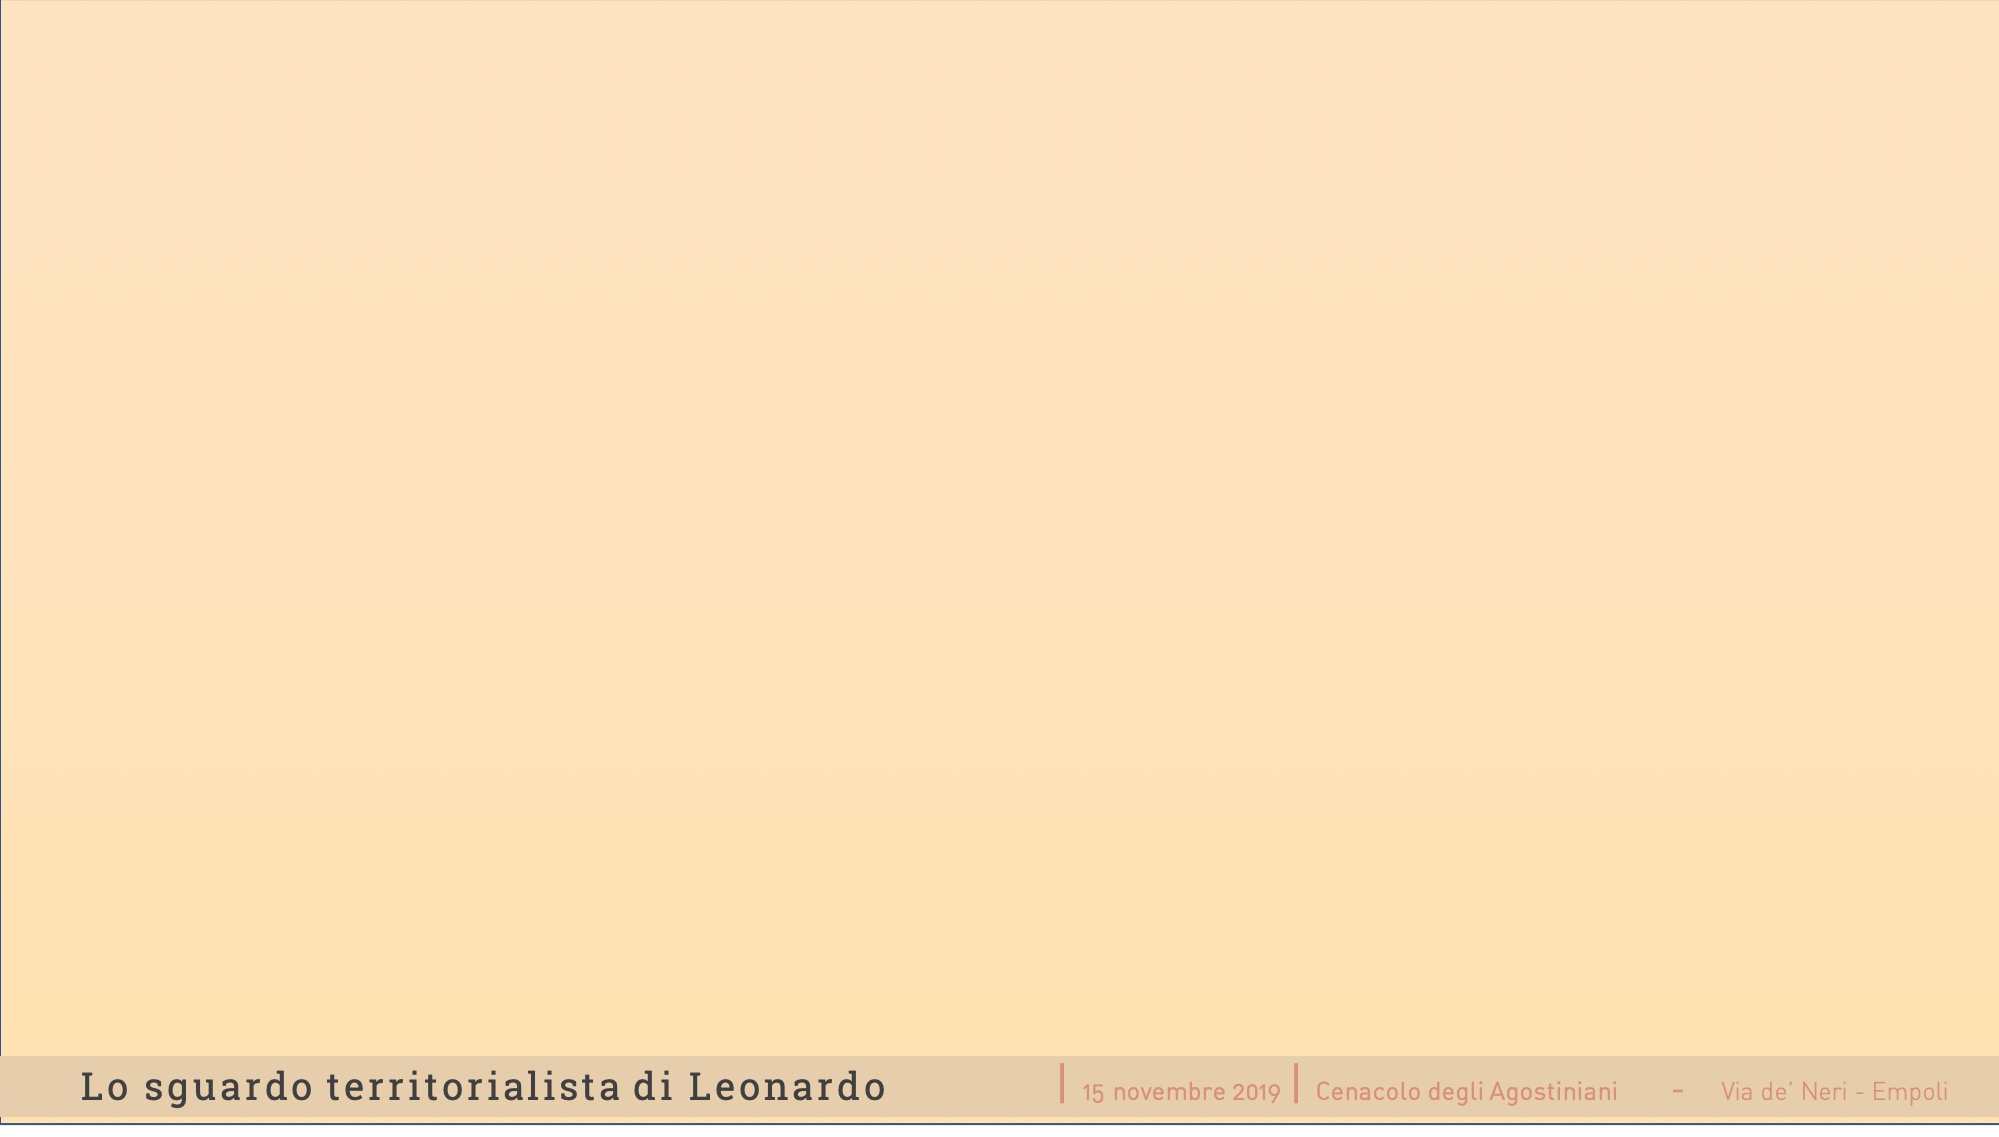 Lo sguardo territorialista di Leonardo | 15 novembre 2019 | Cenacolo degli Agostiniani - Via de' Neri - Empoli